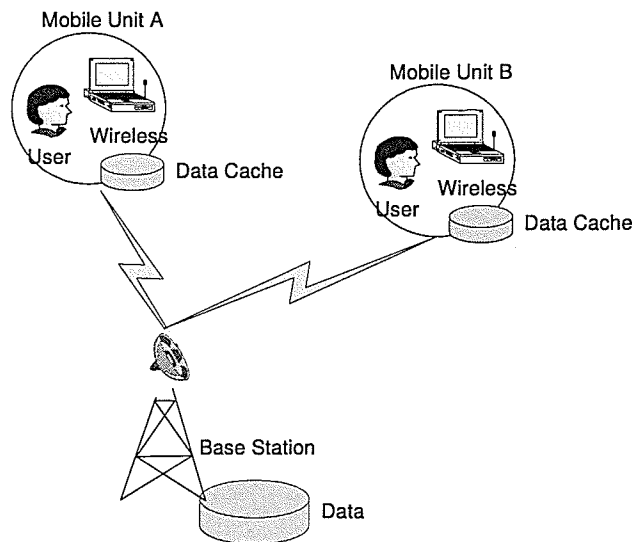 Mobile Unit A
Wireless
User
Data Cache
Mobile Unit B
Wireless
User
Data Cache
Base Station
Data